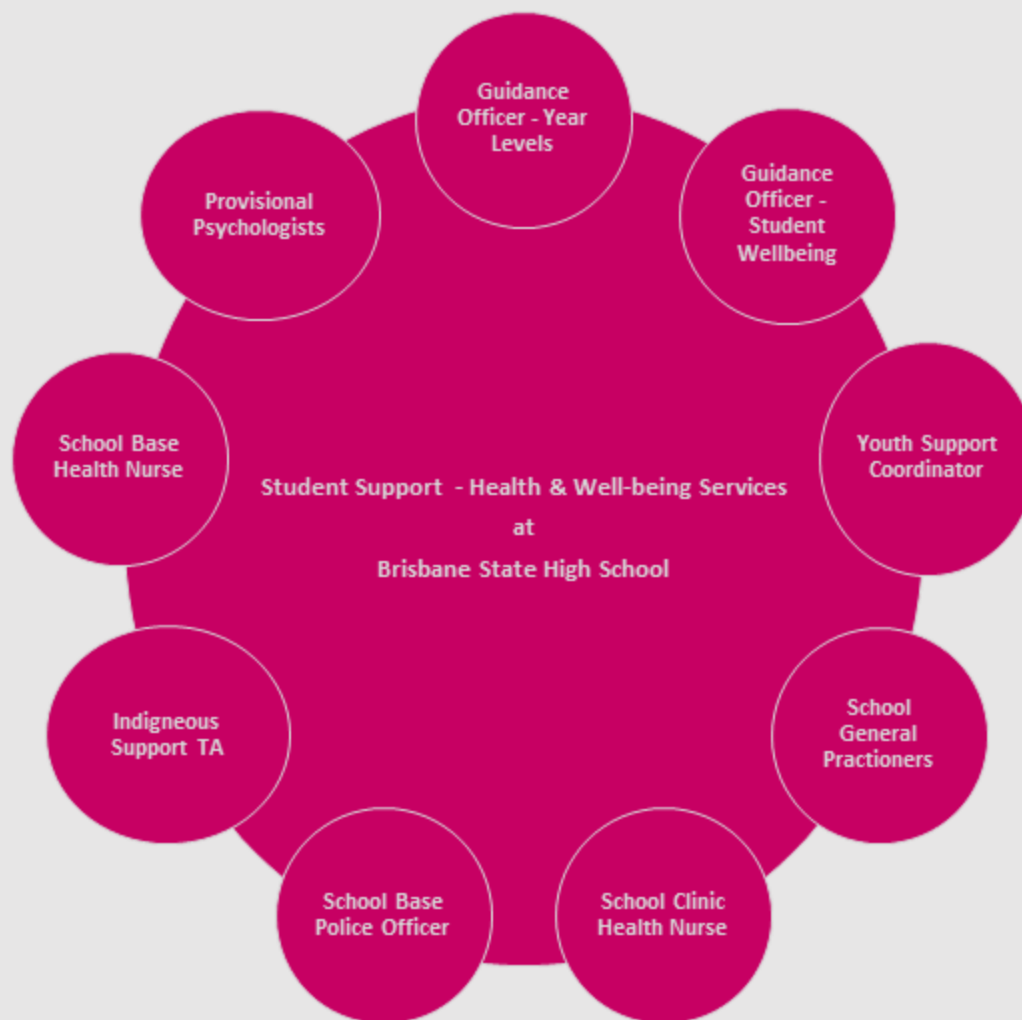 Guidance
Officer - Year
Levels
Guidance
Officer -
Student
Wellbeing
Provisional
Psychologists
School Base
Health Nurse
Youth Support
Coordinator
Student Support - Health & Well-being Services
at
Brisbane State High School
Indigneous
Support TA
School
General
Practioners
School Base
Police Officer
School Clinic
Health Nurse